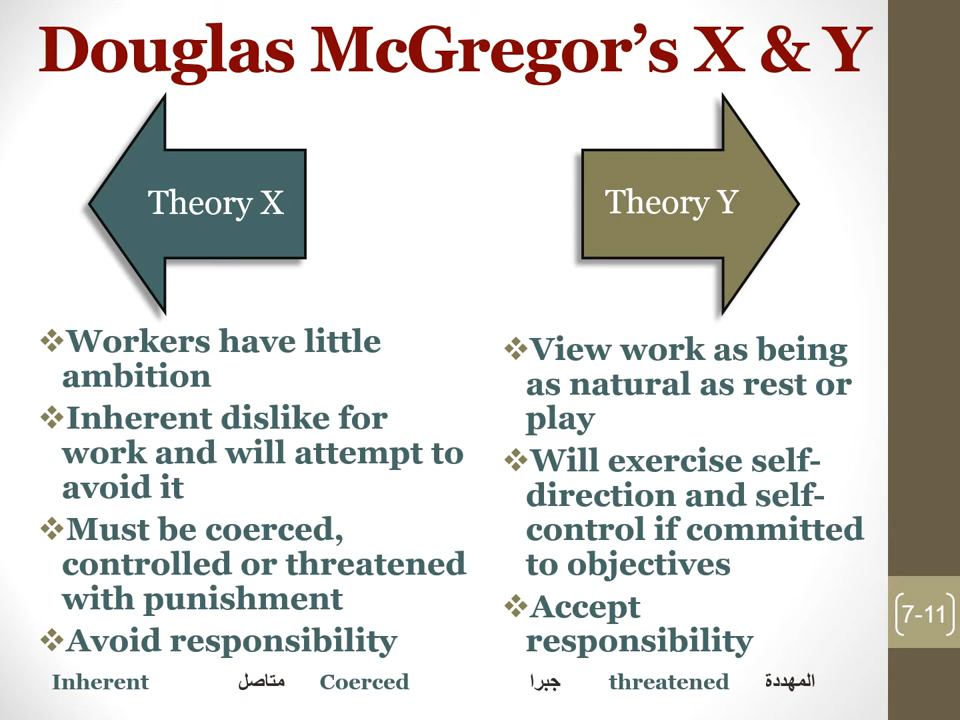 Douglas McGregor's X & Y
Theory X
Theory Y
❖Workers have little
ambition
❖Inherent dislike for
work and will attempt to
avoid it
❖Must be coerced,
controlled or threatened
with punishment
❖Avoid responsibility
❖View work as being
as natural as rest or
play
❖Will exercise self-
direction and self-
control if committed
to objectives
❖Accept
responsibility
7-11
Inherent متاصل Coerced جبرا threatened المهددة